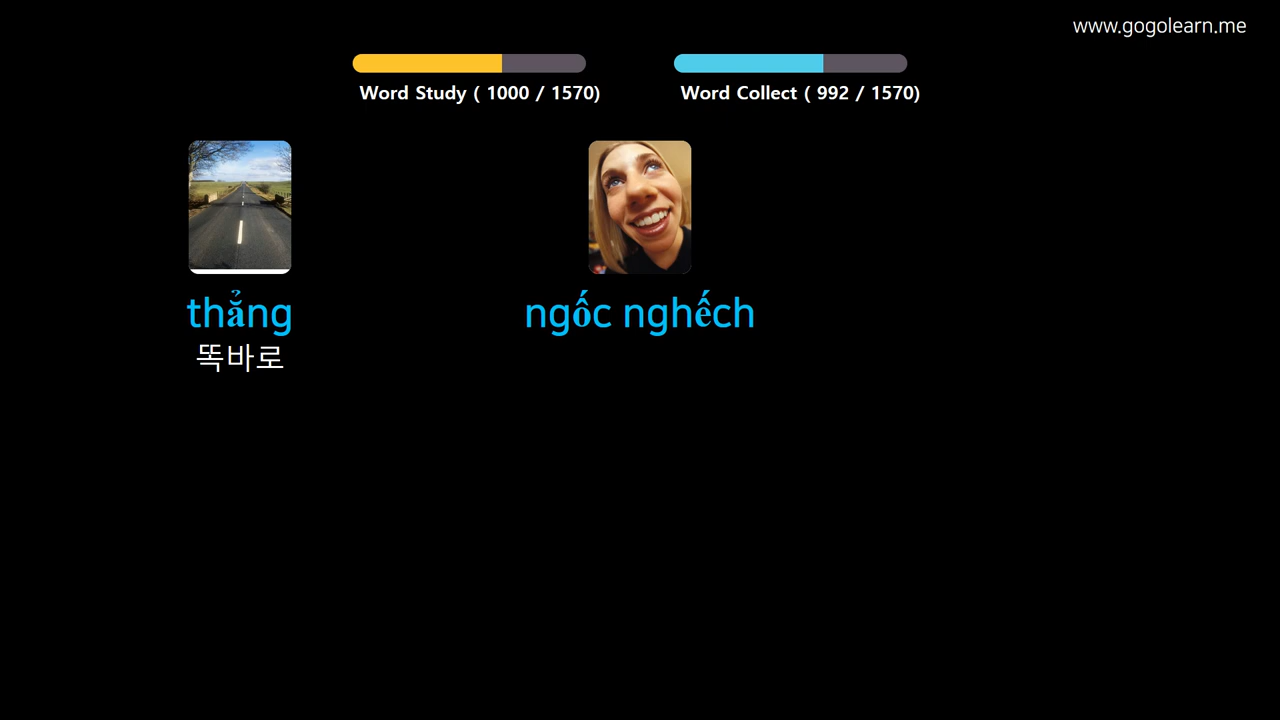 www.gogolearn.me
Word Study ( 1000 / 1570)
Word Collect ( 992 / 1570)
thẳng
똑바로
ngốc nghếch